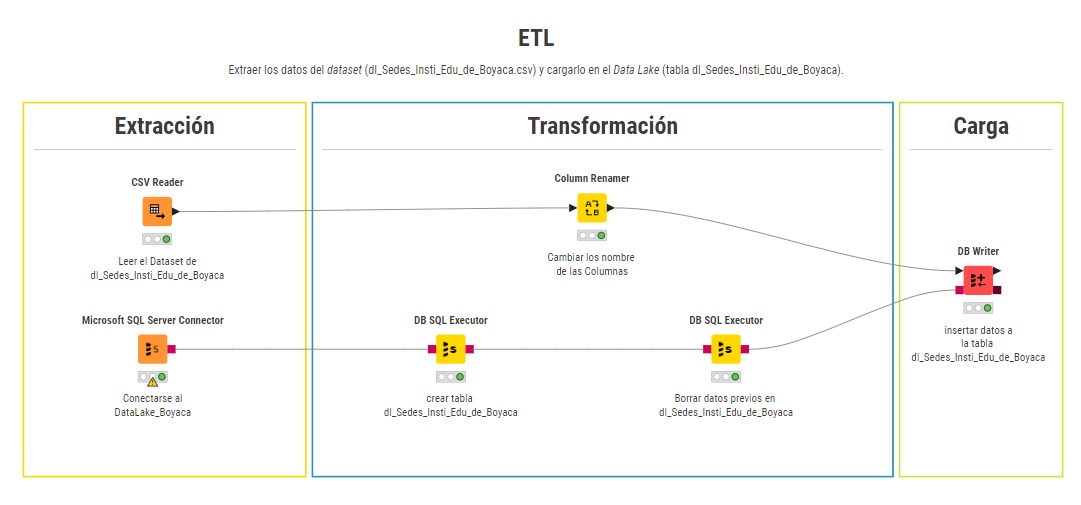 ETL
Extraer los datos del dataset (dl_Sedes_Insti_Edu_de_Boyaca.csv) y cargarlo en el Data Lake (tabla dl_Sedes_Insti_Edu_de_Boyaca).
Extracción
CSV Reader
Leer el Dataset de
dl_Sedes_Insti_Edu_de_Boyaca
Microsoft SQL Server Connector
S
Conectarse al
DataLake_Boyaca
Transformación
Column Renamer
A
B
Cambiar los nombre
de las Columnas
DB SQL Executor
s
crear tabla
dl_Sedes_Insti_Edu_de_Boyaca
DB SQL Executor
s
Borrar datos previos en
dl_Sedes_Insti_Edu_de_Boyaca
Carga
DB Writer
insertar datos a
la tabla
dl_Sedes_Insti_Edu_de_Boyaca